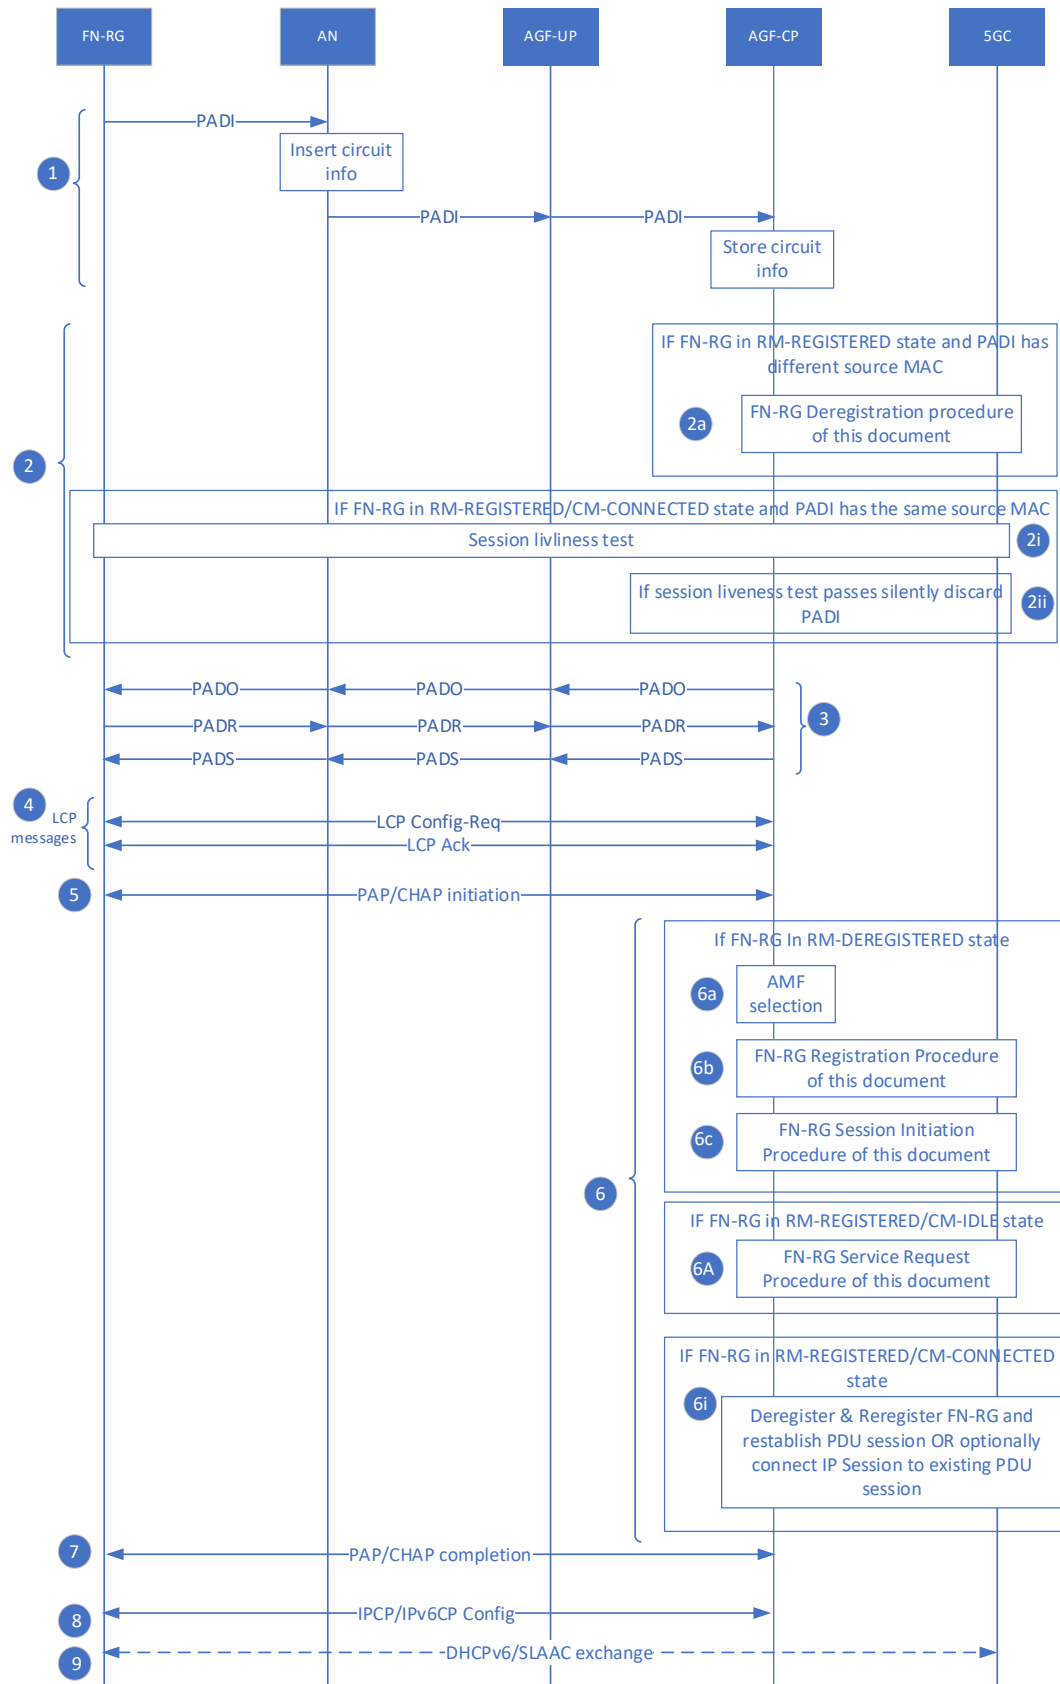 FN-RG
AN
AGF-UP
AGF-CP
5GC
PADI
1
Insert circuit
info
PADI
PADI
Store circuit
info
2
IF FN-RG in RM-REGISTERED state and PADI has
different source MAC
2a
FN-RG Deregistration procedure
of this document
IF FN-RG in RM-REGISTERED/CM-CONNECTED state and PADI has the same source MAC
Session livliness test
2i
If session liveness test passes silently discard
PADI
2ii
PADO
PADO
PADO
PADR
PADR
PADR
3
PADS
PADS
PADS
4
LCP
messages
LCP Config-Req
LCP Ack
5
PAP/CHAP initiation
6
If FN-RG In RM-DEREGISTERED state
6a
AMF
selection
6b
FN-RG Registration Procedure
of this document
6c
FN-RG Session Initiation
Procedure of this document
IF FN-RG in RM-REGISTERED/CM-IDLE state
6A
FN-RG Service Request
Procedure of this document
IF FN-RG in RM-REGISTERED/CM-CONNECTED
state
6i
Deregister & Reregister FN-RG and
restablish PDU session OR optionally
connect IP Session to existing PDU
session
7
PAP/CHAP completion
8
IPCP/IPv6CP Config
9
DHCPv6/SLAAC exchange